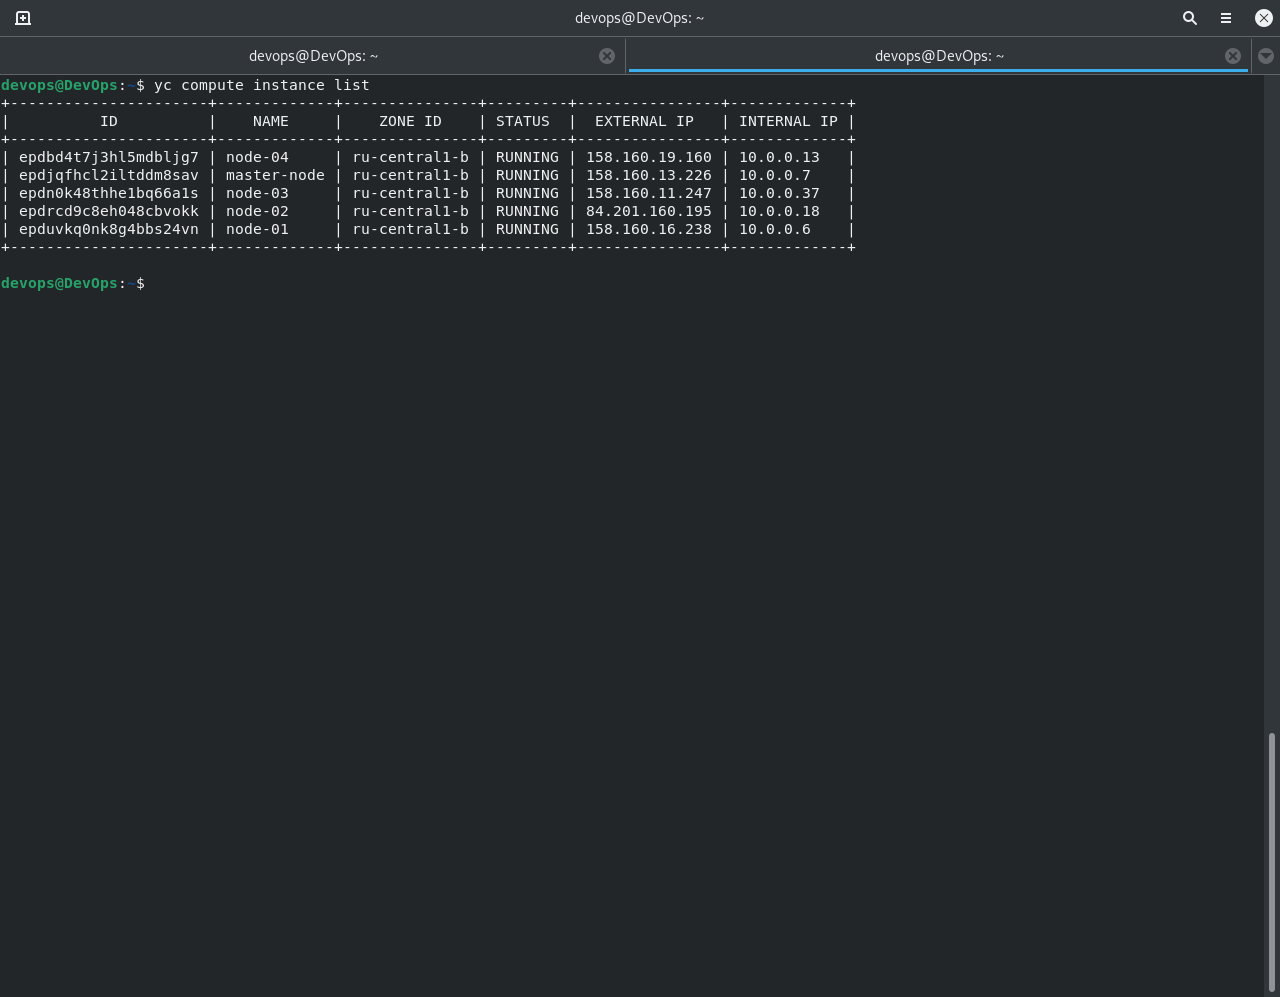 devops@DevOps: ~
devops@DevOps: ~
devops@DevOps: ~
devops@DevOps:~$ yc compute instance list
+----------------------+-------------+---------------+---------+----------------+-------------+
|          ID          |    NAME     |    ZONE ID    | STATUS  |  EXTERNAL IP   | INTERNAL IP |
+----------------------+-------------+---------------+---------+----------------+-------------+
| epdbd4t7j3hl5mdbljg7 | node-04     | ru-central1-b | RUNNING | 158.160.19.160 | 10.0.0.13   |
| epdjqfhcl2iltddm8sav | master-node | ru-central1-b | RUNNING | 158.160.13.226 | 10.0.0.7    |
| epdn0k48thhe1bq66a1s | node-03     | ru-central1-b | RUNNING | 158.160.11.247 | 10.0.0.37   |
| epdrcd9c8eh048cbvokk | node-02     | ru-central1-b | RUNNING | 84.201.160.195 | 10.0.0.18   |
| epduvkq0nk8g4bbs24vn | node-01     | ru-central1-b | RUNNING | 158.160.16.238 | 10.0.0.6    |
+----------------------+-------------+---------------+---------+----------------+-------------+
devops@DevOps:~$